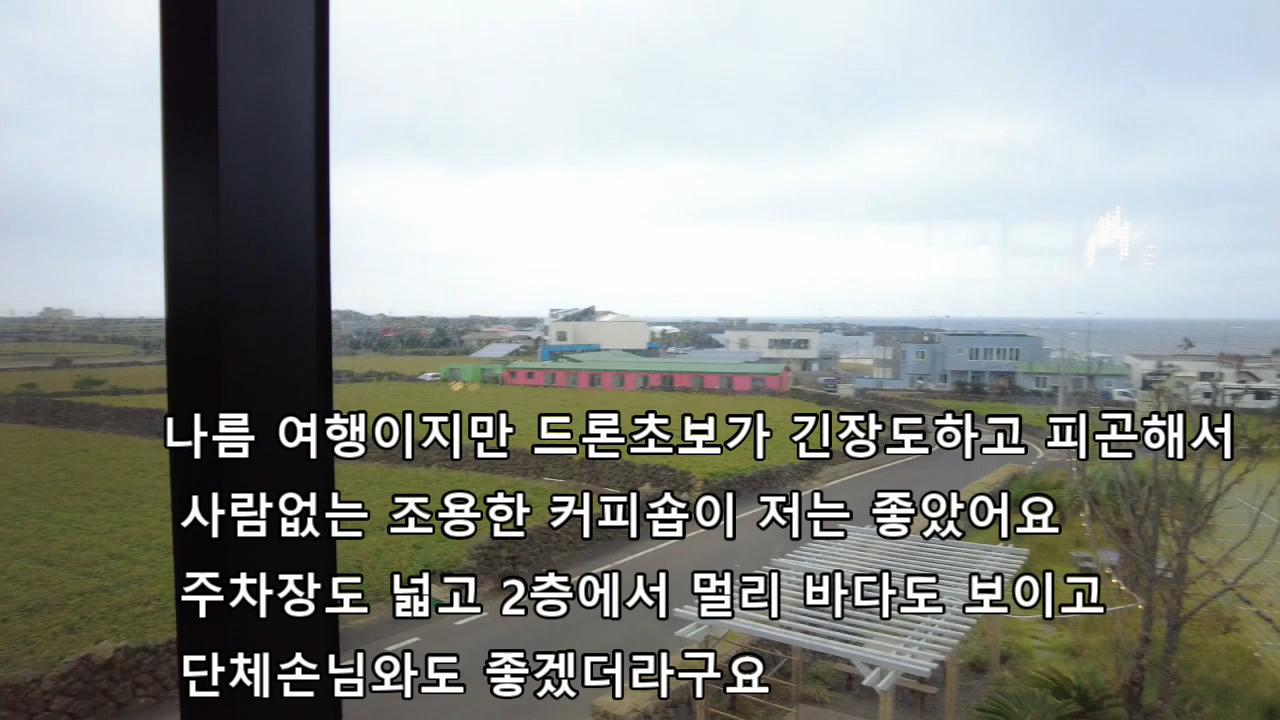 나름 여행이지만 드론초보가 긴장도하고 피곤해서
사람없는 조용한 커피숍이 저는 좋았어요
주차장도 넓고 2층에서 멀리 바다도 보이고
단체손님와도 좋겠더라구요